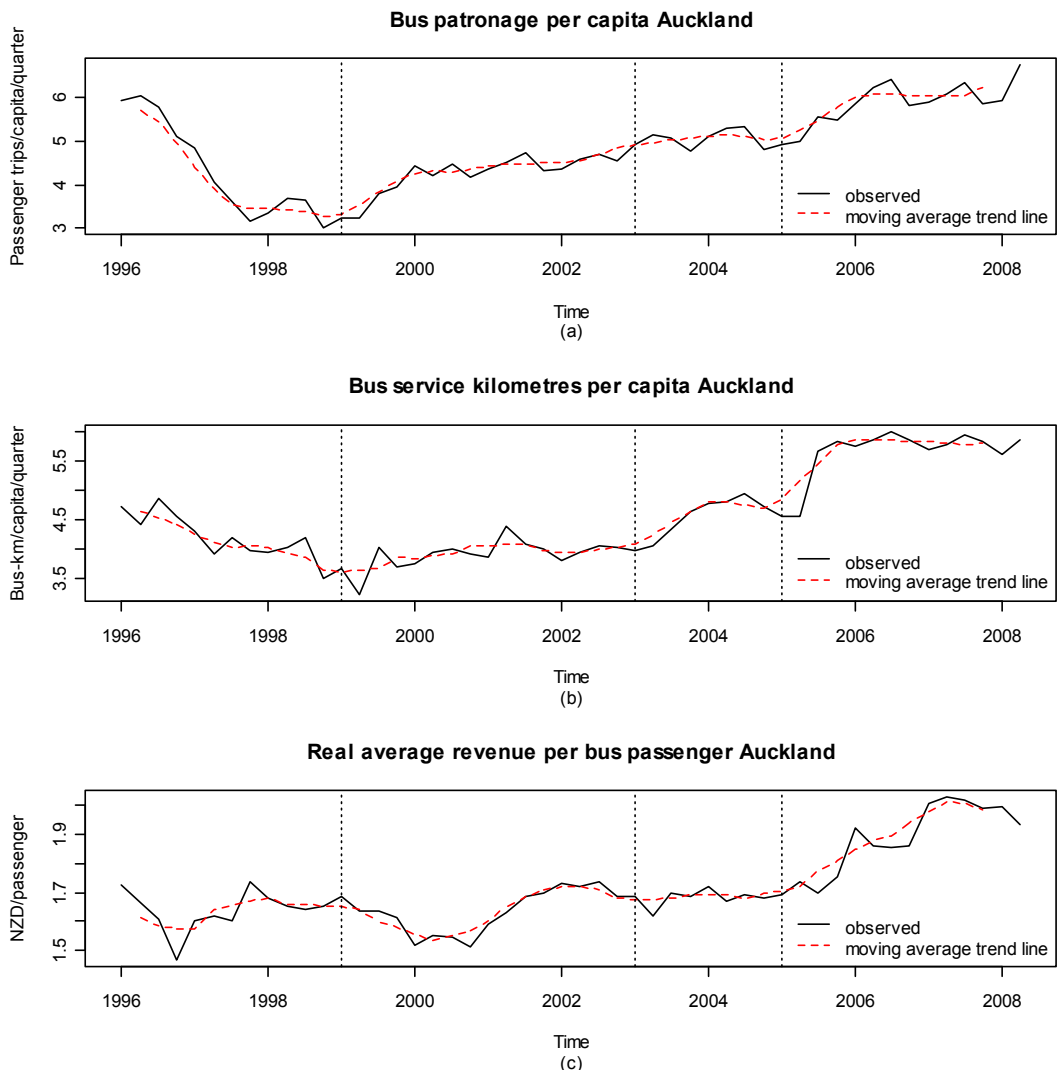 Bus patronage per capita Auckland
Passenger trips/capita/quarter
6
5
4
3
observed
moving average trend line
1996 1998 2000 2002 2004 2006 2008
Time
(a)
Bus service kilometres per capita Auckland
Bus-km/capita/quarter
5.5
4.5
3.5
observed
moving average trend line
1996 1998 2000 2002 2004 2006 2008
Time
(b)
Real average revenue per bus passenger Auckland
NZD/passenger
1.9
1.7
1.5
observed
moving average trend line
1996 1998 2000 2002 2004 2006 2008
Time
(c)